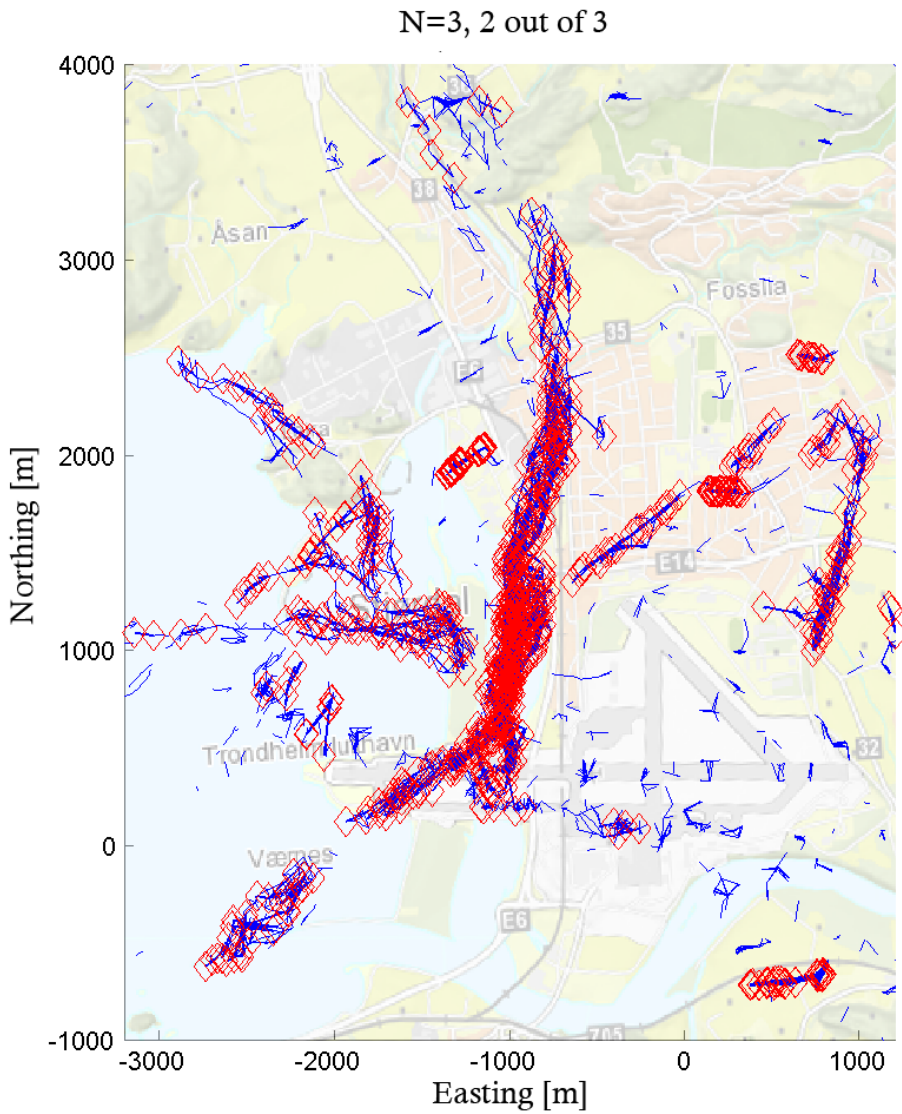 N=3, 2 out of 3
4000
38
Åsan
3000
Fosslia
35
E6
2000
E14
1000
32
Trondheim lufthavn
0
Værnes
E6
705
-1000
-3000 -2000 -1000 0 1000
Northing [m]
Easting [m]